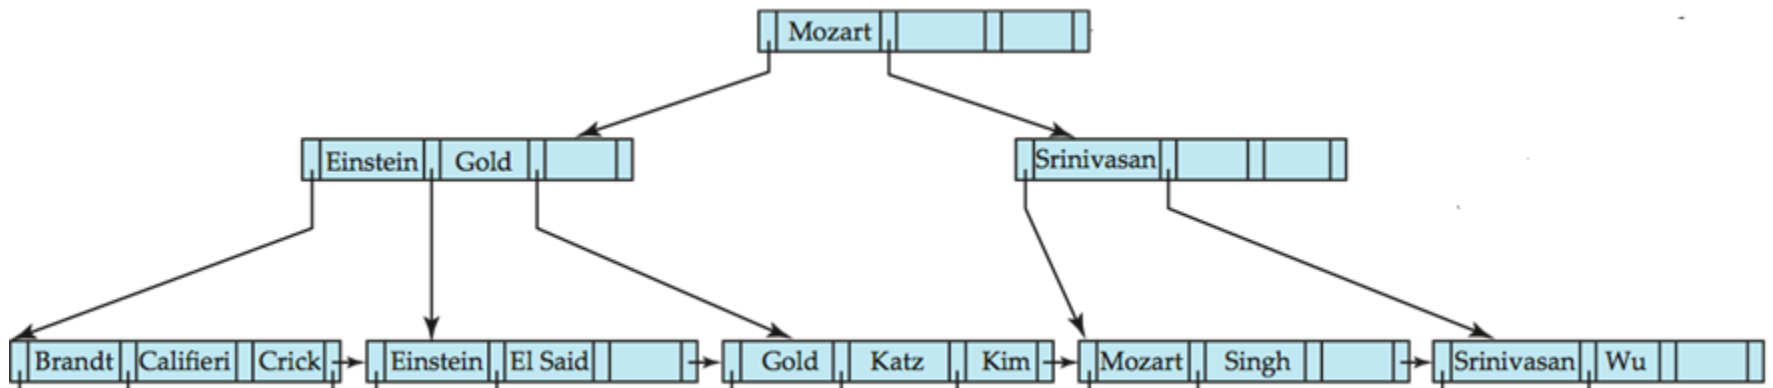 Mozart
Einstein Gold Srinivasan
Brandt Califieri Crick Einstein El Said Gold Katz Kim Mozart Singh Srinivasan Wu